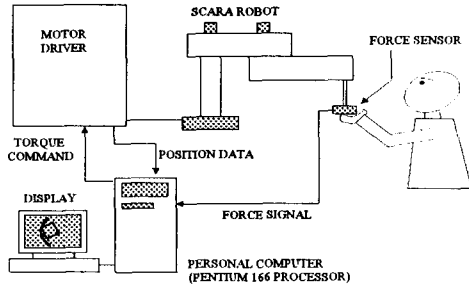 SCARA ROBOT
MOTOR
DRIVER
FORCE SENSOR
TORQUE
COMMAND
POSITION DATA
DISPLAY
FORCE SIGNAL
PERSONAL COMPUTER
(PENTIUM 166 PROCESSOR)